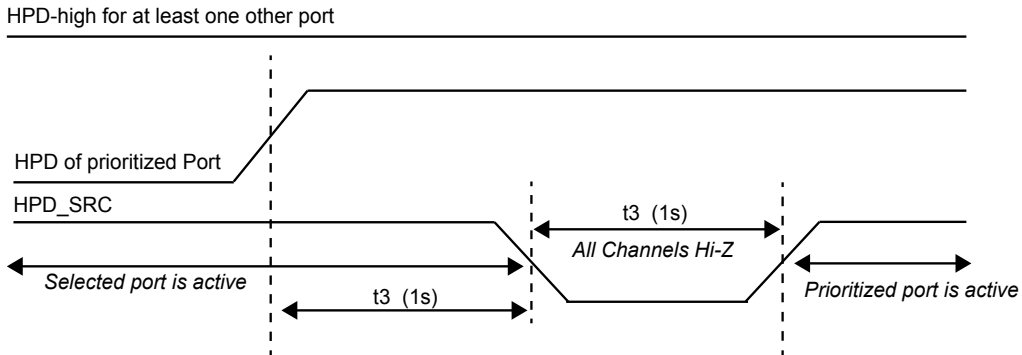 HPD-high for at least one other port
HPD of prioritized Port
HPD_SRC
t3 (1s)
All Channels Hi-Z
Selected port is active
t3 (1s)
Prioritized port is active